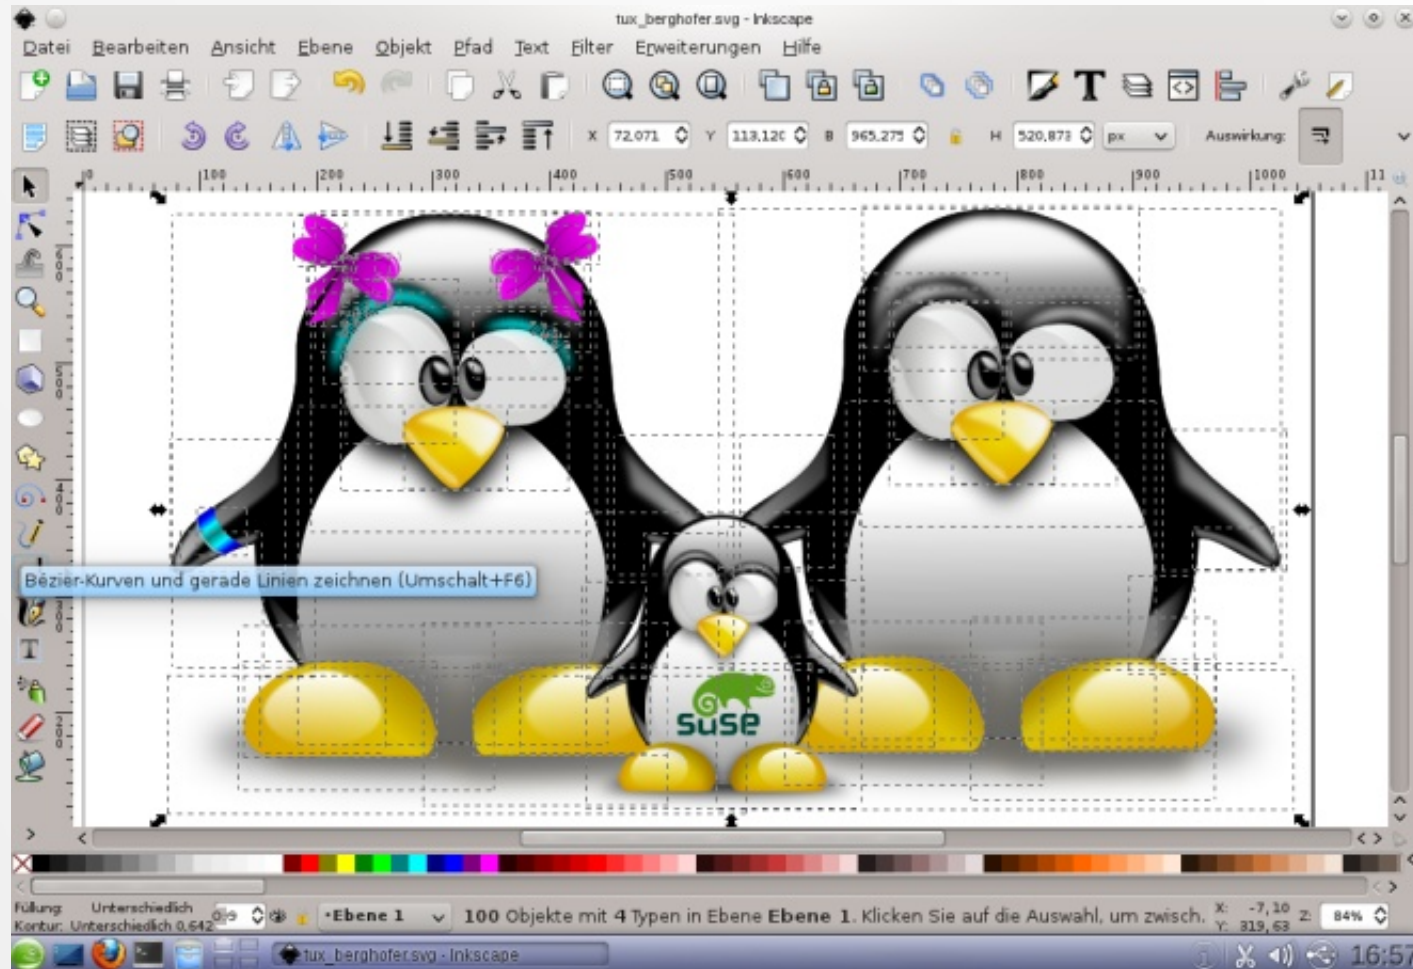 tux_berghofer.svg - Inkscape
Datei Bearbeiten Ansicht Ebene Objekt Pfad Text Filter Erweiterungen Hilfe
X 72,071 Y 113,120 B 965,275 H 520,873 px Auswirkung:
0 100 200 300 400 500 600 700 800 900 1000 11
Bézier-Kurven und gerade Linien zeichnen (Umschalt+F6)
suse
Füllung: Unterschiedlich
Kontur: Unterschiedlich 0,642
•Ebene 1
100 Objekte mit 4 Typen in Ebene Ebene 1. Klicken Sie auf die Auswahl, um zwisch.
X: -7,10
Y: 319,63
Z: 84%
tux_berghofer.svg - Inkscape
16:57